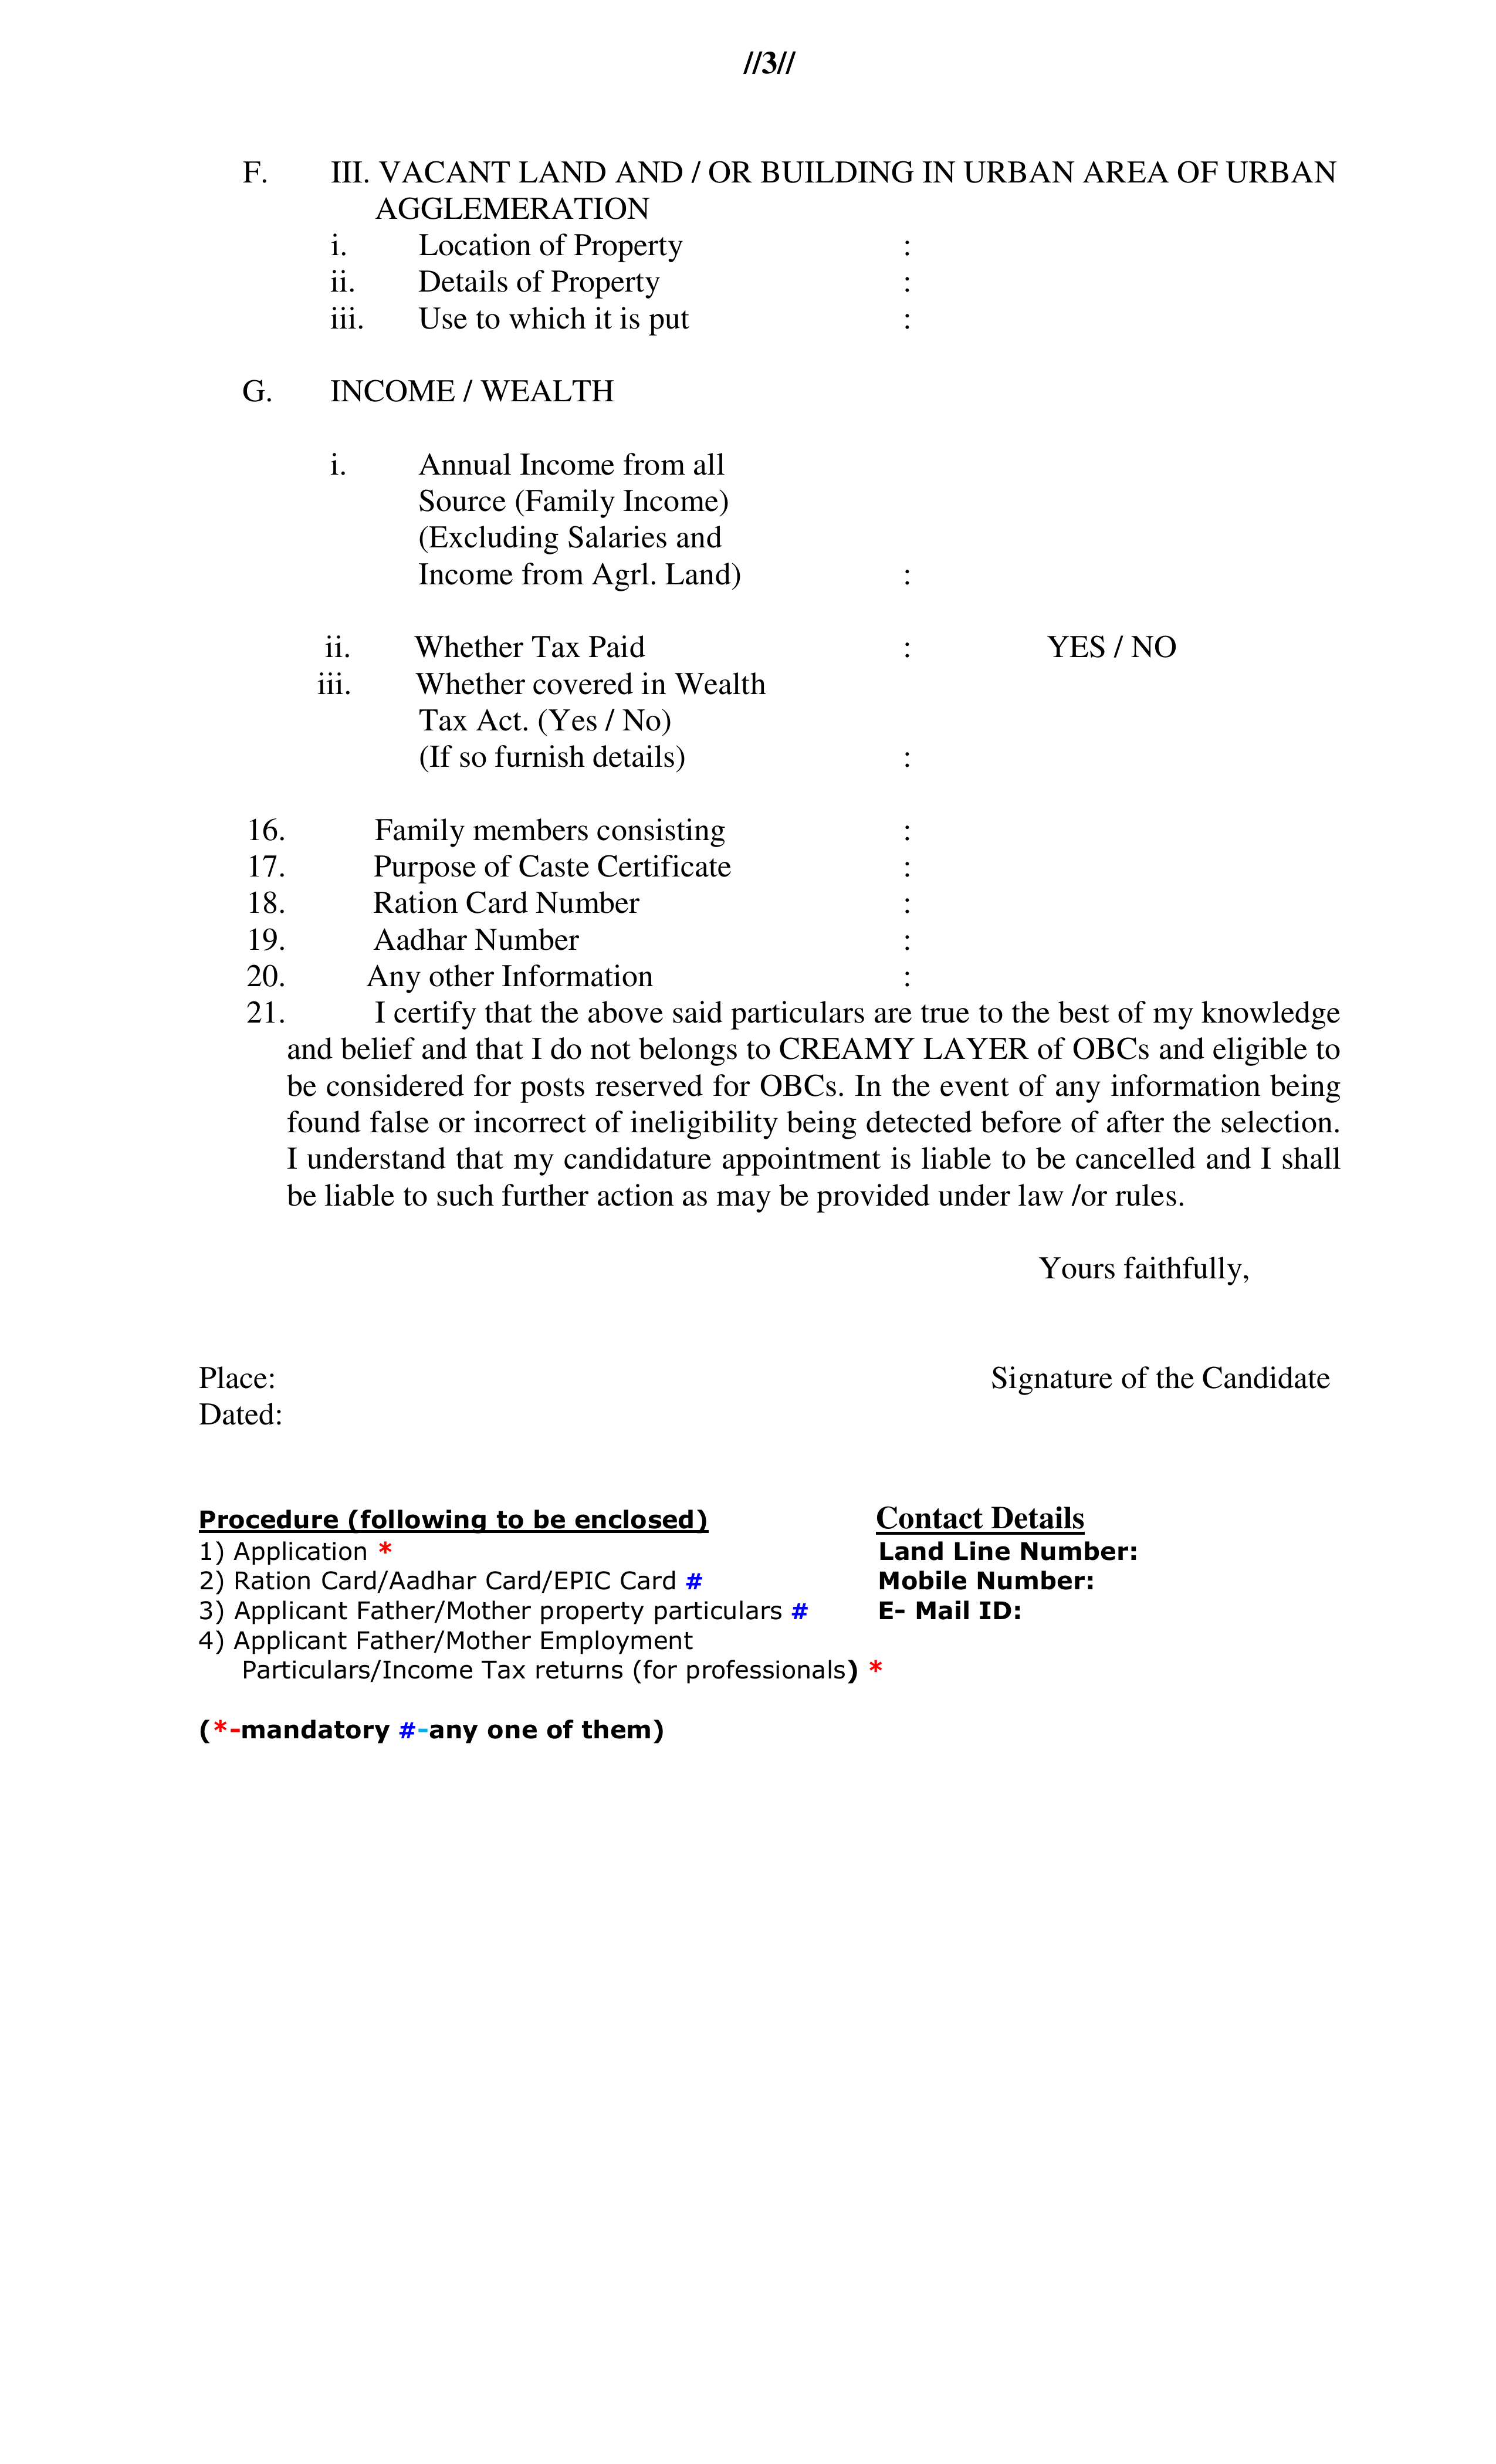 //3//
F. III. VACANT LAND AND / OR BUILDING IN URBAN AREA OF URBAN
AGGLEMERATION
i. Location of Property :
ii. Details of Property :
iii. Use to which it is put :
G. INCOME / WEALTH
i. Annual Income from all
Source (Family Income)
(Excluding Salaries and
Income from Agrl. Land) :
ii. Whether Tax Paid : YES / NO
iii. Whether covered in Wealth
Tax Act. (Yes / No)
(If so furnish details) :
16. Family members consisting :
17. Purpose of Caste Certificate :
18. Ration Card Number :
19. Aadhar Number :
20. Any other Information :
21. I certify that the above said particulars are true to the best of my knowledge
and belief and that I do not belongs to CREAMY LAYER of OBCs and eligible to
be considered for posts reserved for OBCs. In the event of any information being
found false or incorrect of ineligibility being detected before of after the selection.
I understand that my candidature appointment is liable to be cancelled and I shall
be liable to such further action as may be provided under law /or rules.
Yours faithfully,
Place: Signature of the Candidate
Dated:
Procedure (following to be enclosed) Contact Details
1) Application * Land Line Number:
2) Ration Card/Aadhar Card/EPIC Card # Mobile Number:
3) Applicant Father/Mother property particulars # E- Mail ID:
4) Applicant Father/Mother Employment
Particulars/Income Tax returns (for professionals) *
(*-mandatory #-any one of them)